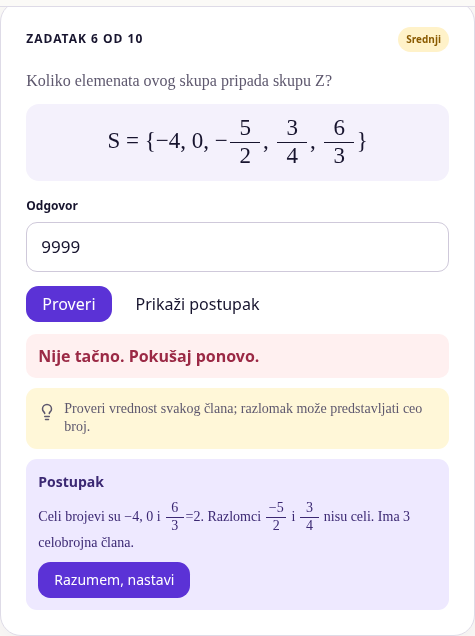 ZADATAK 6 OD 10
Srednji
Koliko elemenata ovog skupa pripada skupu Z?
S = {−4, 0, −5/2, 3/4, 6/3}
Odgovor
9999
Proveri
Prikaži postupak
Nije tačno. Pokušaj ponovo.
Proveri vrednost svakog člana; razlomak može predstavljati ceo
broj.
Postupak
Celi brojevi su −4, 0 i 6/3=2. Razlomci −5/2 i 3/4 nisu celi. Ima 3
celobrojna člana.
Razumem, nastavi